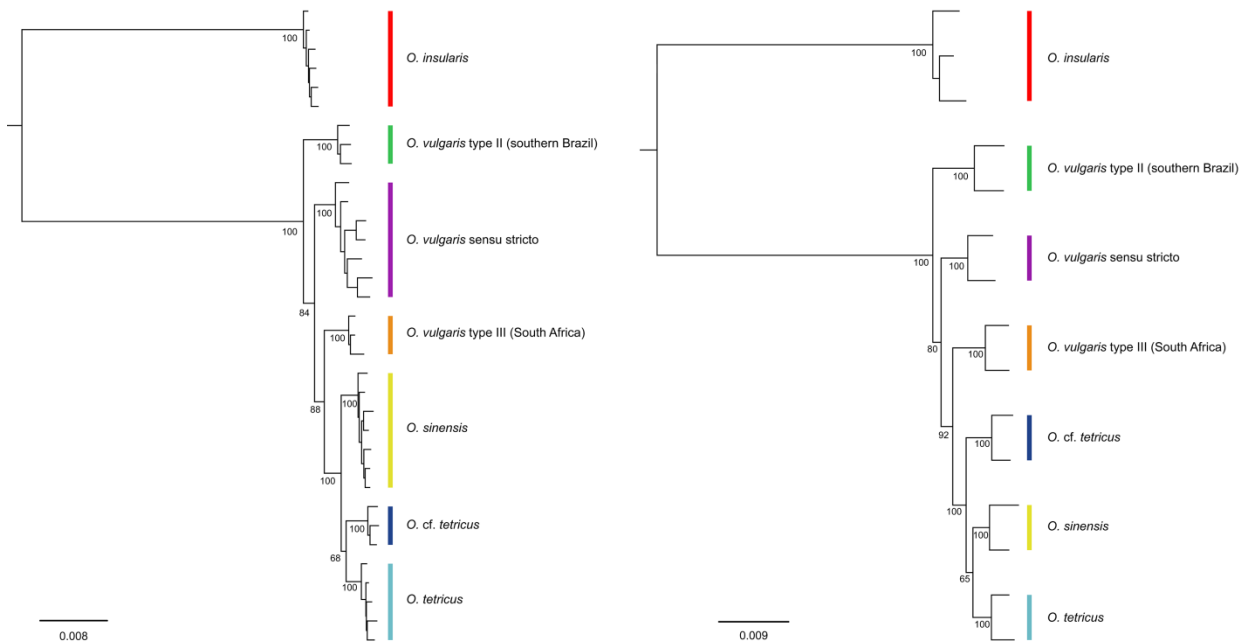 100
O. insularis
100
O. vulgaris type II (southern Brazil)
100
100
O. vulgaris sensu stricto
84
100
O. vulgaris type III (South Africa)
88
100
O. sinensis
100
100
O. cf. tetricus
68
100
O. tetricus
0.008
100
O. insularis
100
O. vulgaris type II (southern Brazil)
100
100
O. vulgaris sensu stricto
80
100
O. vulgaris type III (South Africa)
92
100
O. cf. tetricus
100
100
O. sinensis
65
100
O. tetricus
0.009